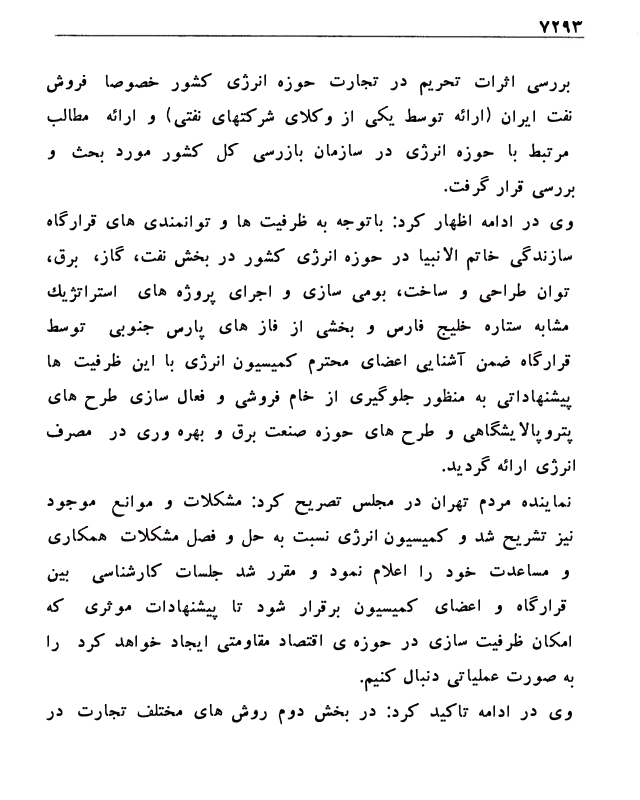 ۷۲۹۳
بررسی اثرات تحریم در تجارت حوزه انرژی کشور خصوصا فروش
نفت ایران (ارائه توسط یکی از وکلای شرکتهای نفتی) و ارائه مطالب
مرتبط با حوزه انرژی در سازمان بازرسی کل کشور مورد بحث و
بررسی قرار گرفت.
وی در ادامه اظهار کرد: باتوجه به ظرفیت ها و توانمندی های قرارگاه
سازندگی خاتم الانبیا در حوزه انرژی کشور در بخش نفت، گاز، برق،
توان طراحی و ساخت، بومی سازی و اجرای پروژه های استراتژیك
مشابه ستاره خلیج فارس و بخشی از فاز های پارس جنوبی توسط
قرارگاه ضمن آشنایی اعضای محترم کمیسیون انرژی با این ظرفیت ها
پیشنهاداتی به منظور جلوگیری از خام فروشی و فعال سازی طرح های
پتروپالایشگاهی و طرح های حوزه صنعت برق و بهره وری در مصرف
انرژی ارائه گردید.
نماینده مردم تهران در مجلس تصریح کرد: مشکلات و موانع موجود
نیز تشریح شد و کمیسیون انرژی نسبت به حل و فصل مشکلات همکاری
و مساعدت خود را اعلام نمود و مقرر شد جلسات کارشناسی بین
قرارگاه و اعضای کمیسیون برقرار شود تا پیشنهادات موثری که
امکان ظرفیت سازی در حوزه ی اقتصاد مقاومتی ایجاد خواهد کرد را
به صورت عملیاتی دنبال کنیم.
وی در ادامه تاکید کرد: در بخش دوم روش های مختلف تجارت در